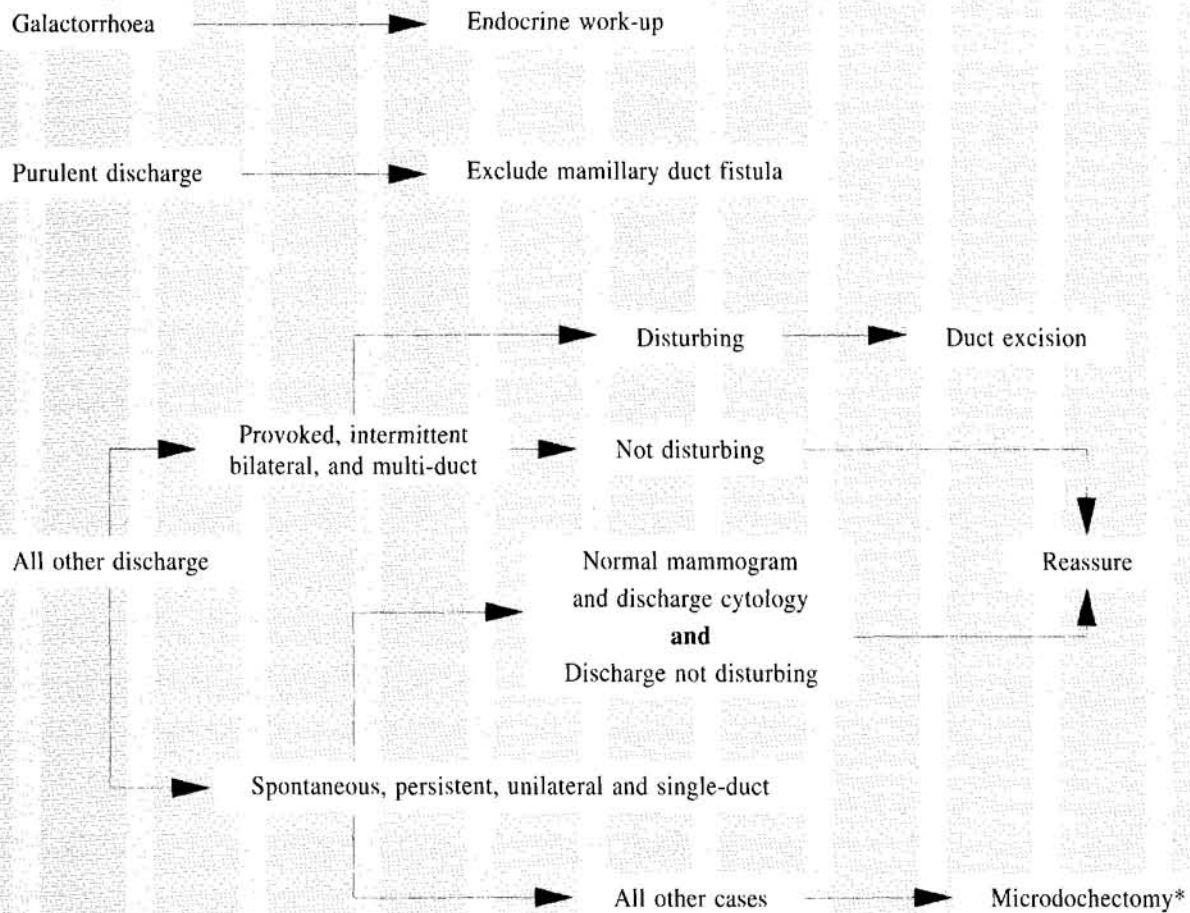 Galactorrhoea
Endocrine work-up
Purulent discharge
Exclude mamillary duct fistula
Disturbing
Duct excision
Provoked, intermittent
bilateral, and multi-duct
Not disturbing
All other discharge
Normal mammogram
and discharge cytology
and
Discharge not disturbing
Reassure
Spontaneous, persistent, unilateral and single-duct
All other cases
Microdochectomy*